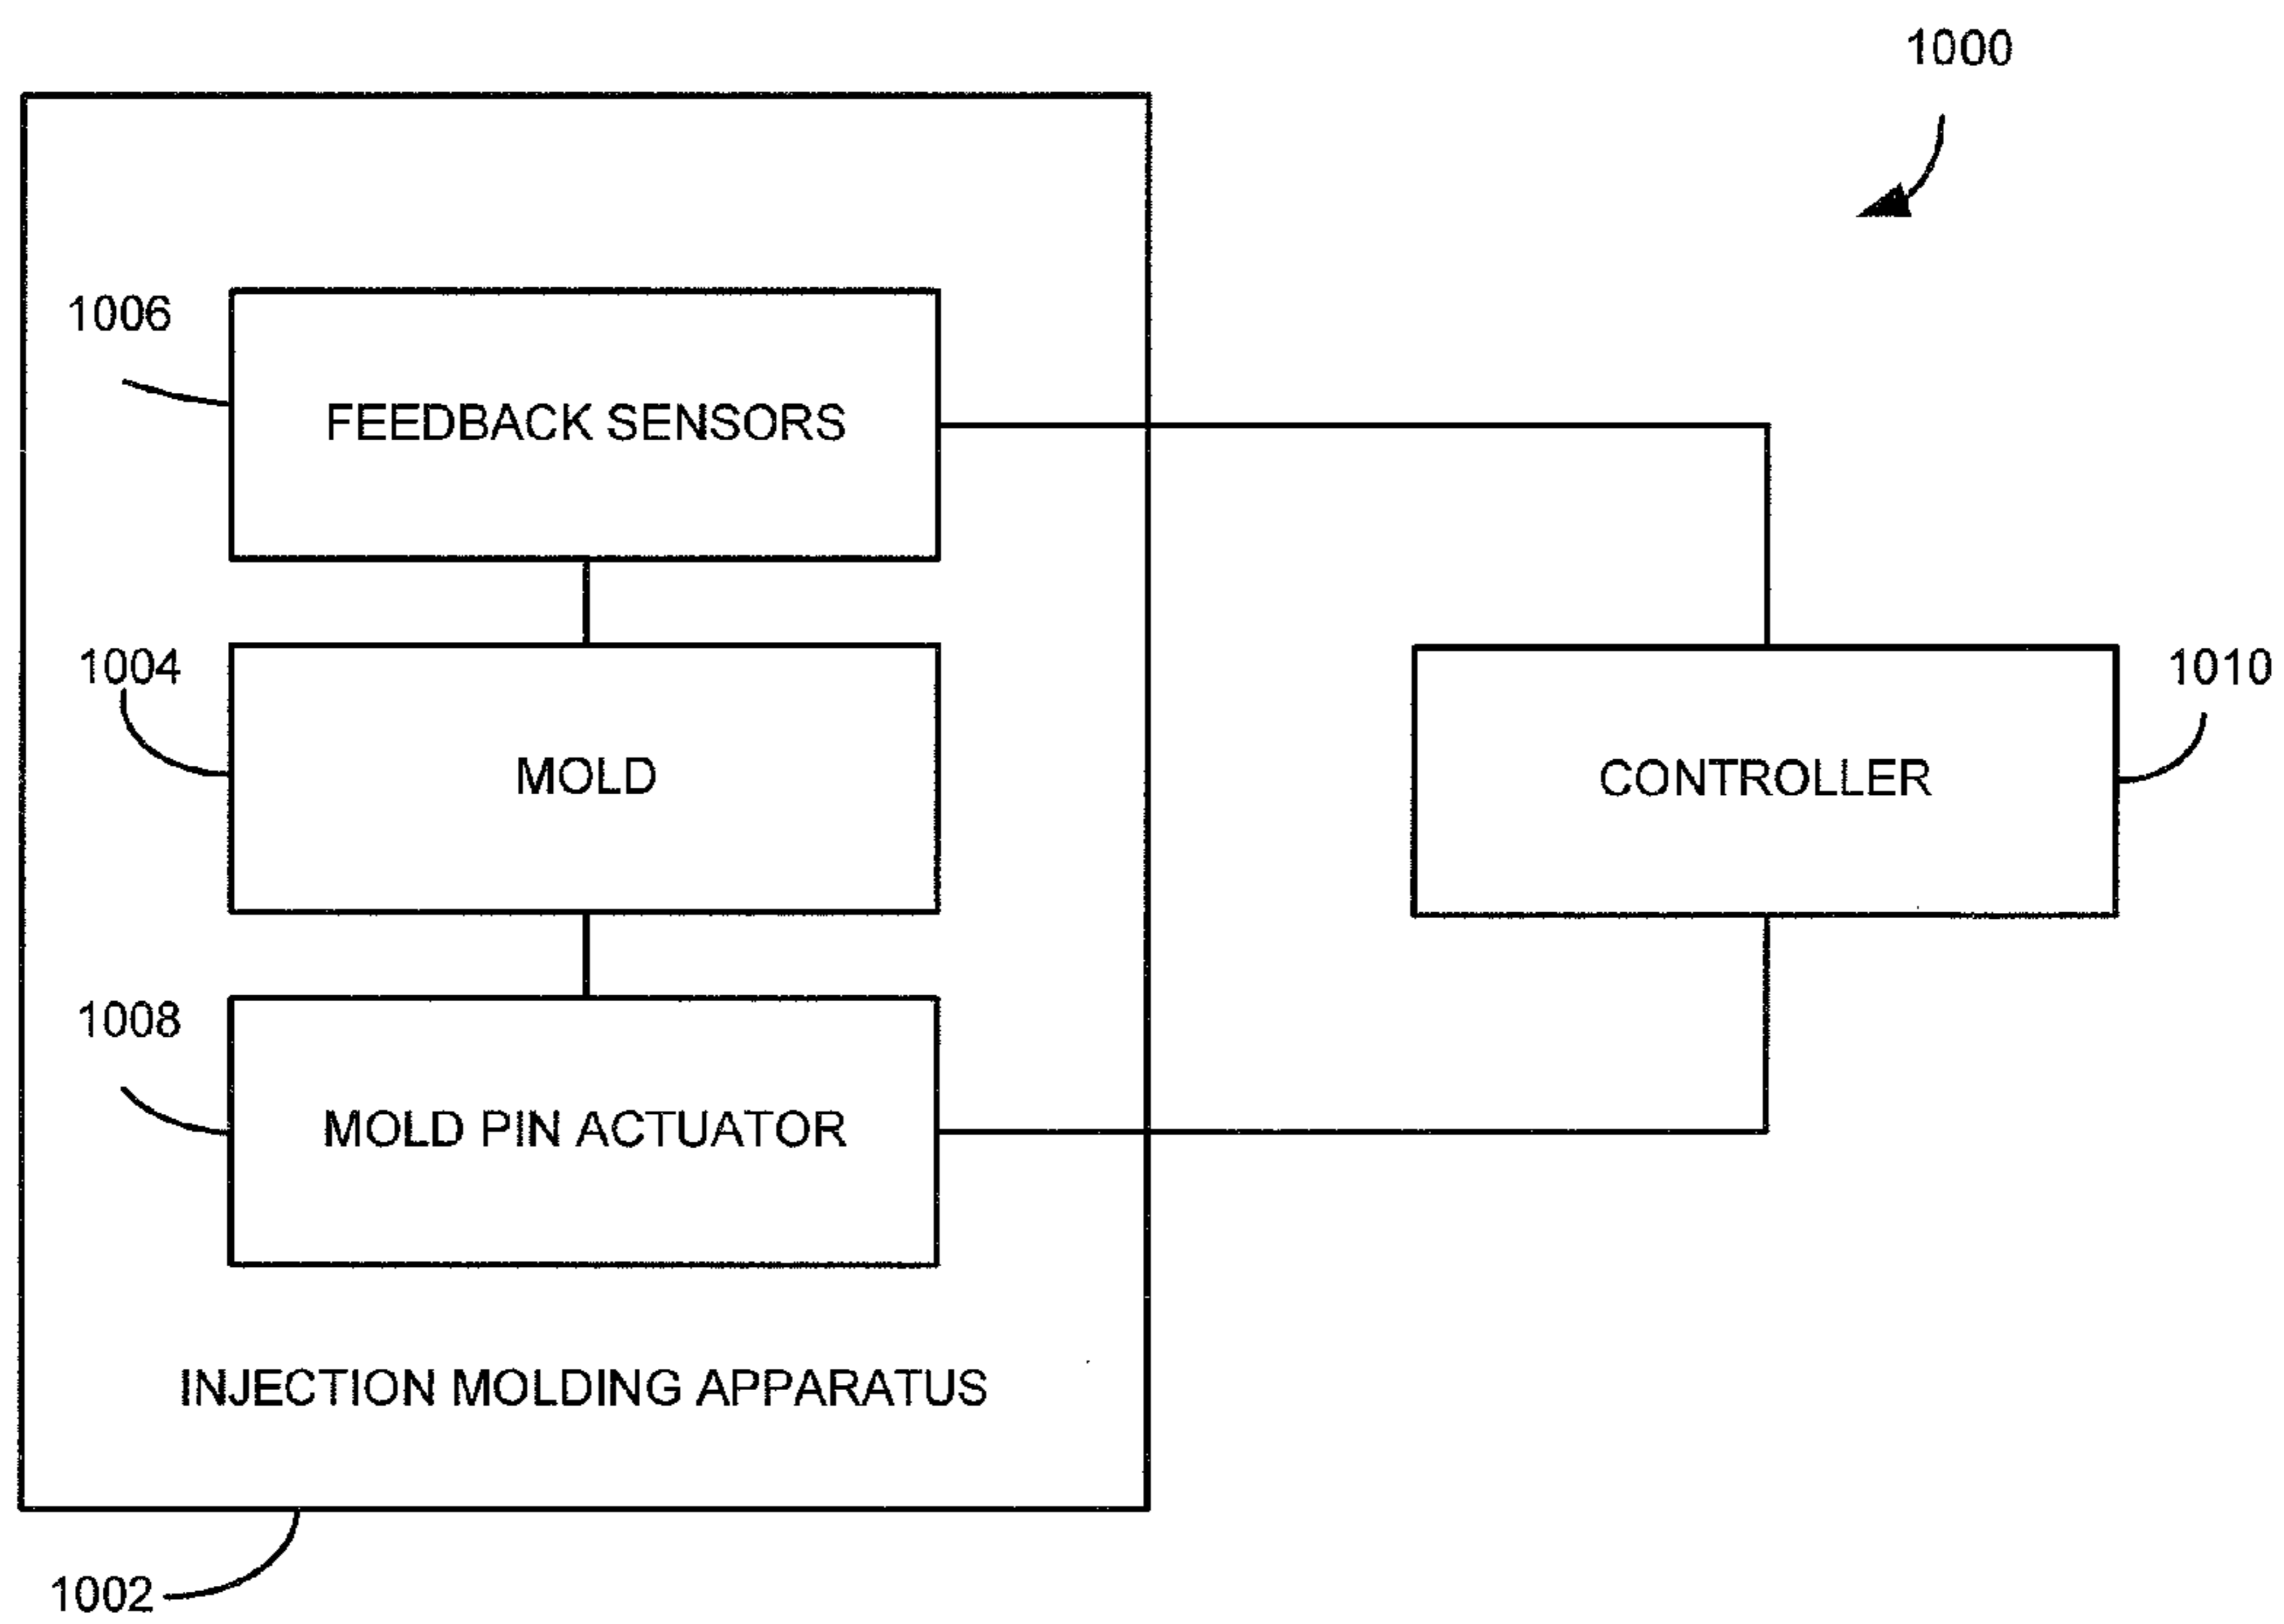 1000
1006
FEEDBACK SENSORS
1004
MOLD
1010
CONTROLLER
1008
MOLD PIN ACTUATOR
INJECTION MOLDING APPARATUS
1002